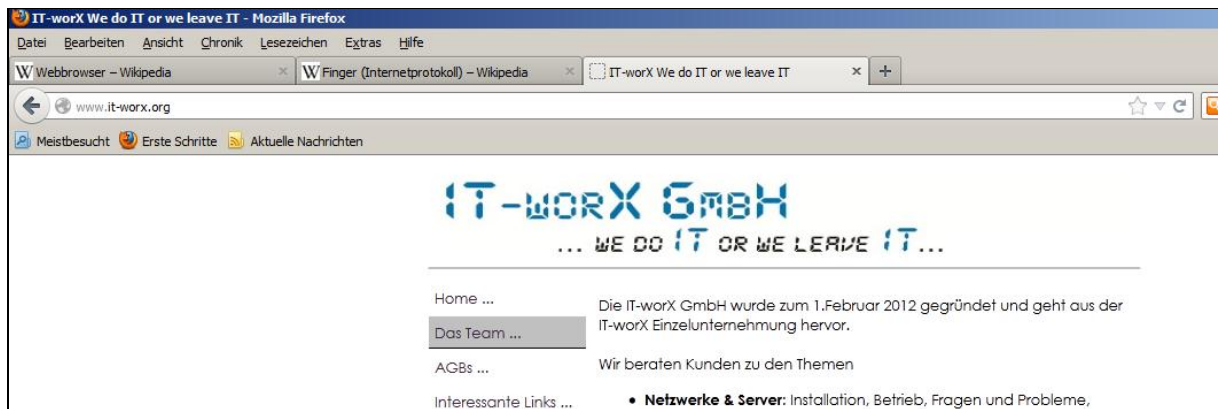 IT-worX We do IT or we leave IT - Mozilla Firefox
Datei Bearbeiten Ansicht Chronik Lesezeichen Extras Hilfe
W Webbrowser – Wikipedia × W Finger (Internetprotokoll) – Wikipedia × IT-worX We do IT or we leave IT × +
www.it-worx.org
Meistbesucht Erste Schritte Aktuelle Nachrichten
IT-worX GmbH
... WE DO IT OR WE LEAVE IT...
Home ...
Das Team ...
AGBs ...
Interessante Links ...
Die IT-worX GmbH wurde zum 1.Februar 2012 gegründet und geht aus der
IT-worX Einzelunternehmung hervor.
Wir beraten Kunden zu den Themen
• Netzwerke & Server: Installation, Betrieb, Fragen und Probleme,